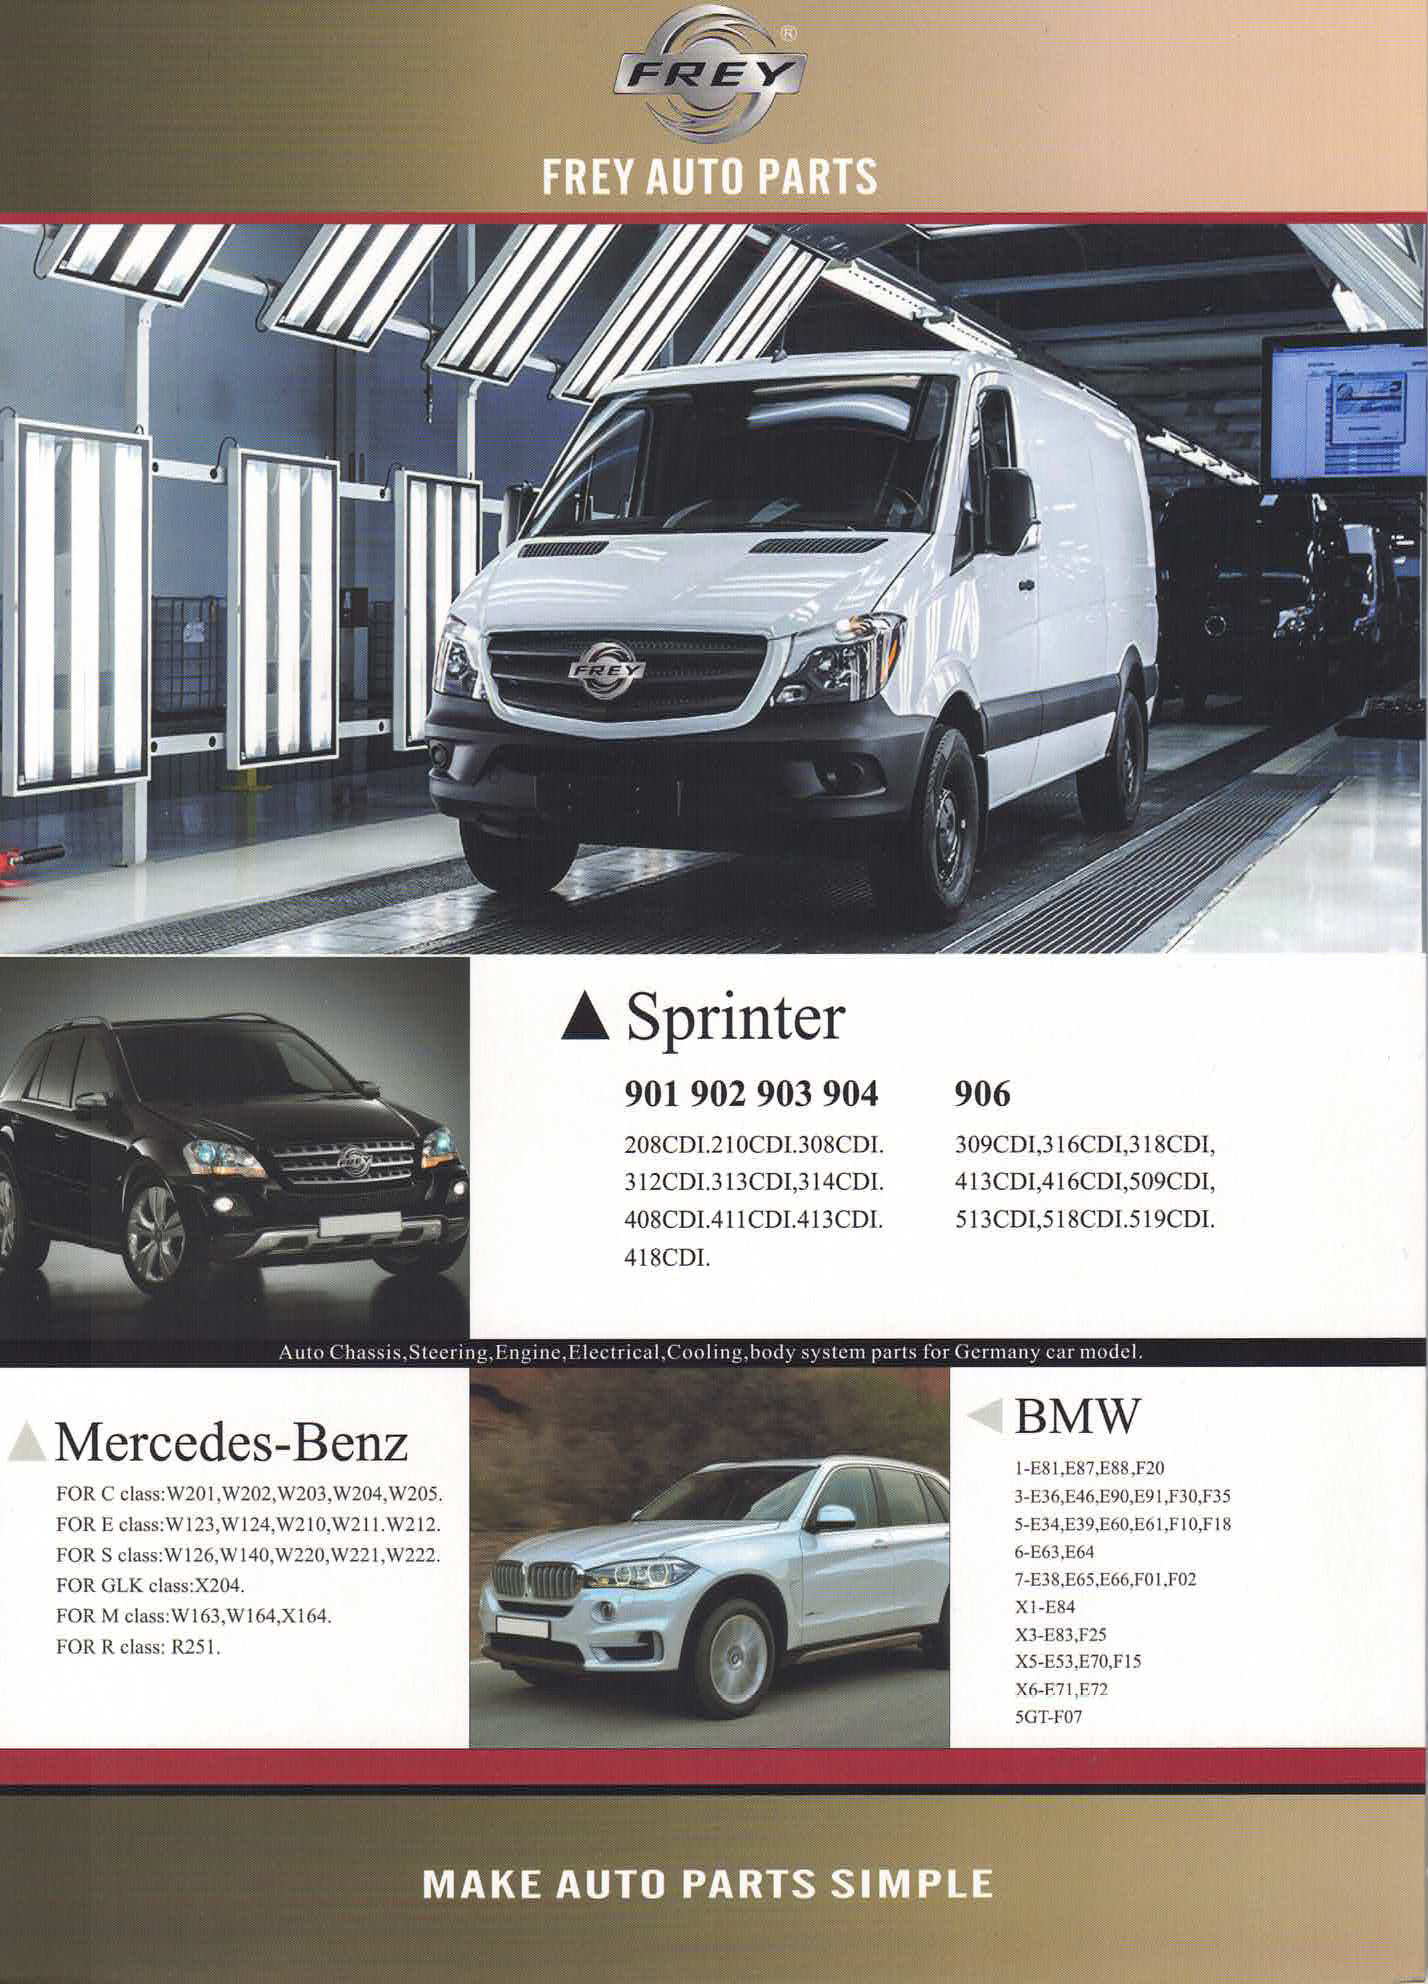 FREY
®
FREY AUTO PARTS
FREY
FREY
Sprinter
901 902 903 904
208CDI.210CDI.308CDI.
312CDI.313CDI,314CDI.
408CDI.411CDI.413CDI.
418CDI.
906
309CDI,316CDI,318CDI,
413CDI,416CDI,509CDI,
513CDI,518CDI.519CDI.
Auto Chassis,Steering,Engine,Electrical,Cooling,body system parts for Germany car model.
Mercedes-Benz
FOR C class:W201,W202,W203,W204,W205.
FOR E class:W123,W124,W210,W211.W212.
FOR S class:W126,W140,W220,W221,W222.
FOR GLK class:X204.
FOR M class:W163,W164,X164.
FOR R class: R251.
BMW
1-E81,E87,E88,F20
3-E36,E46,E90,E91,F30,F35
5-E34,E39,E60,E61,F10,F18
6-E63,E64
7-E38,E65,E66,F01,F02
X1-E84
X3-E83,F25
X5-E53,E70,F15
X6-E71,E72
5GT-F07
MAKE AUTO PARTS SIMPLE